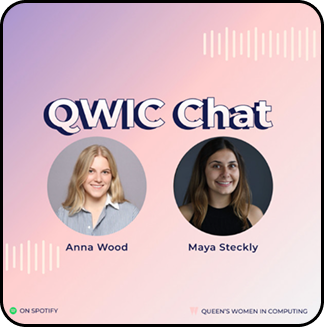 QWIC Chat
Anna Wood Maya Steckly
ON SPOTIFY QUEEN'S WOMEN IN COMPUTING